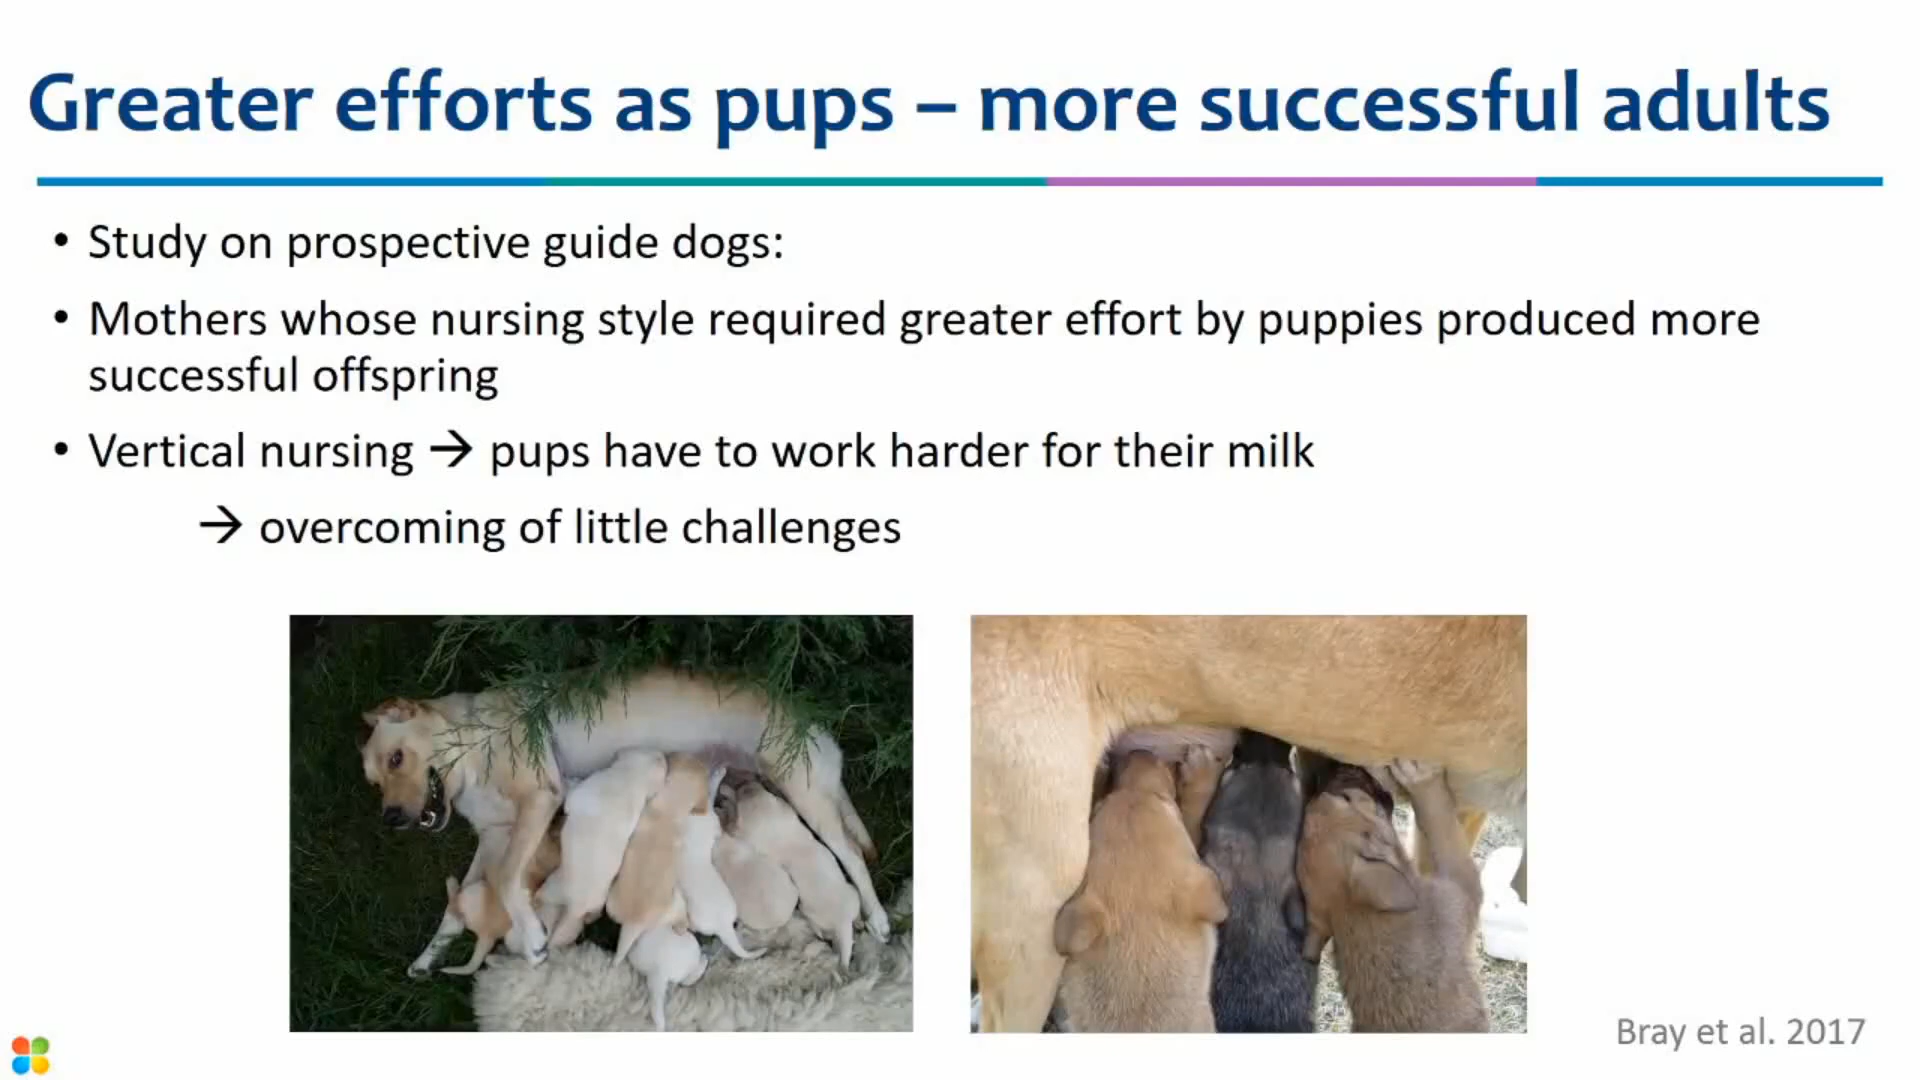 Greater efforts as pups – more successful adults
• Study on prospective guide dogs:
• Mothers whose nursing style required greater effort by puppies produced more
successful offspring
• Vertical nursing → pups have to work harder for their milk
→ overcoming of little challenges
Bray et al. 2017